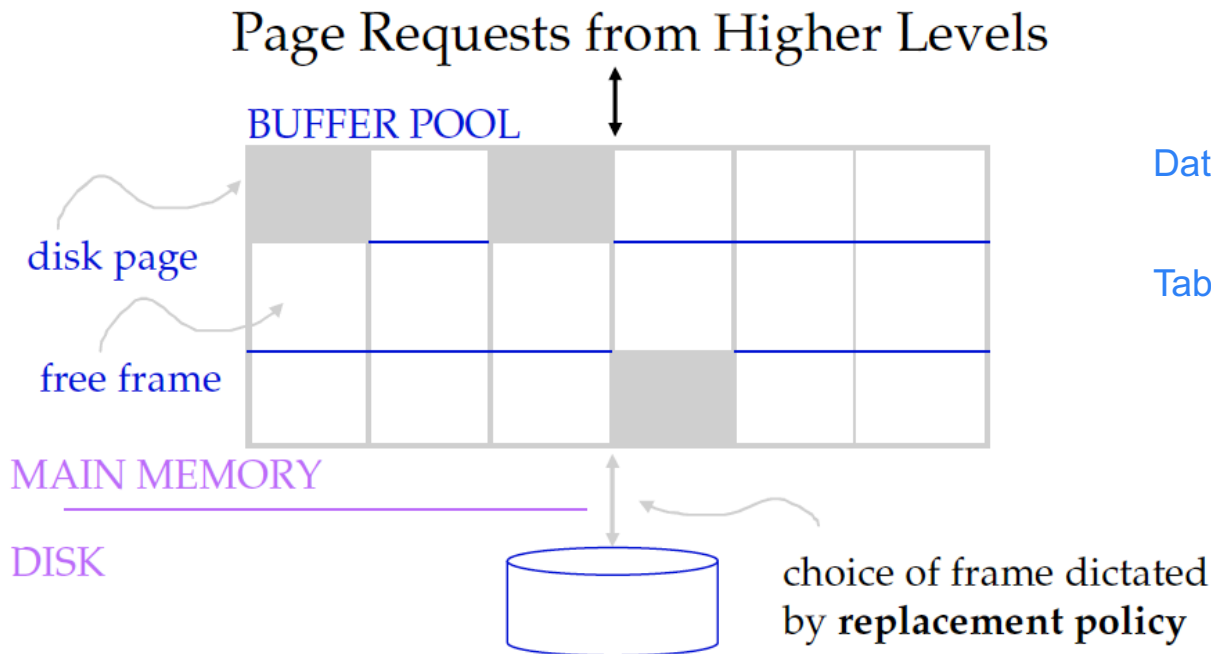 Page Requests from Higher Levels
BUFFER POOL
Dat
disk page
Tab
free frame
MAIN MEMORY
DISK
choice of frame dictated
by replacement policy